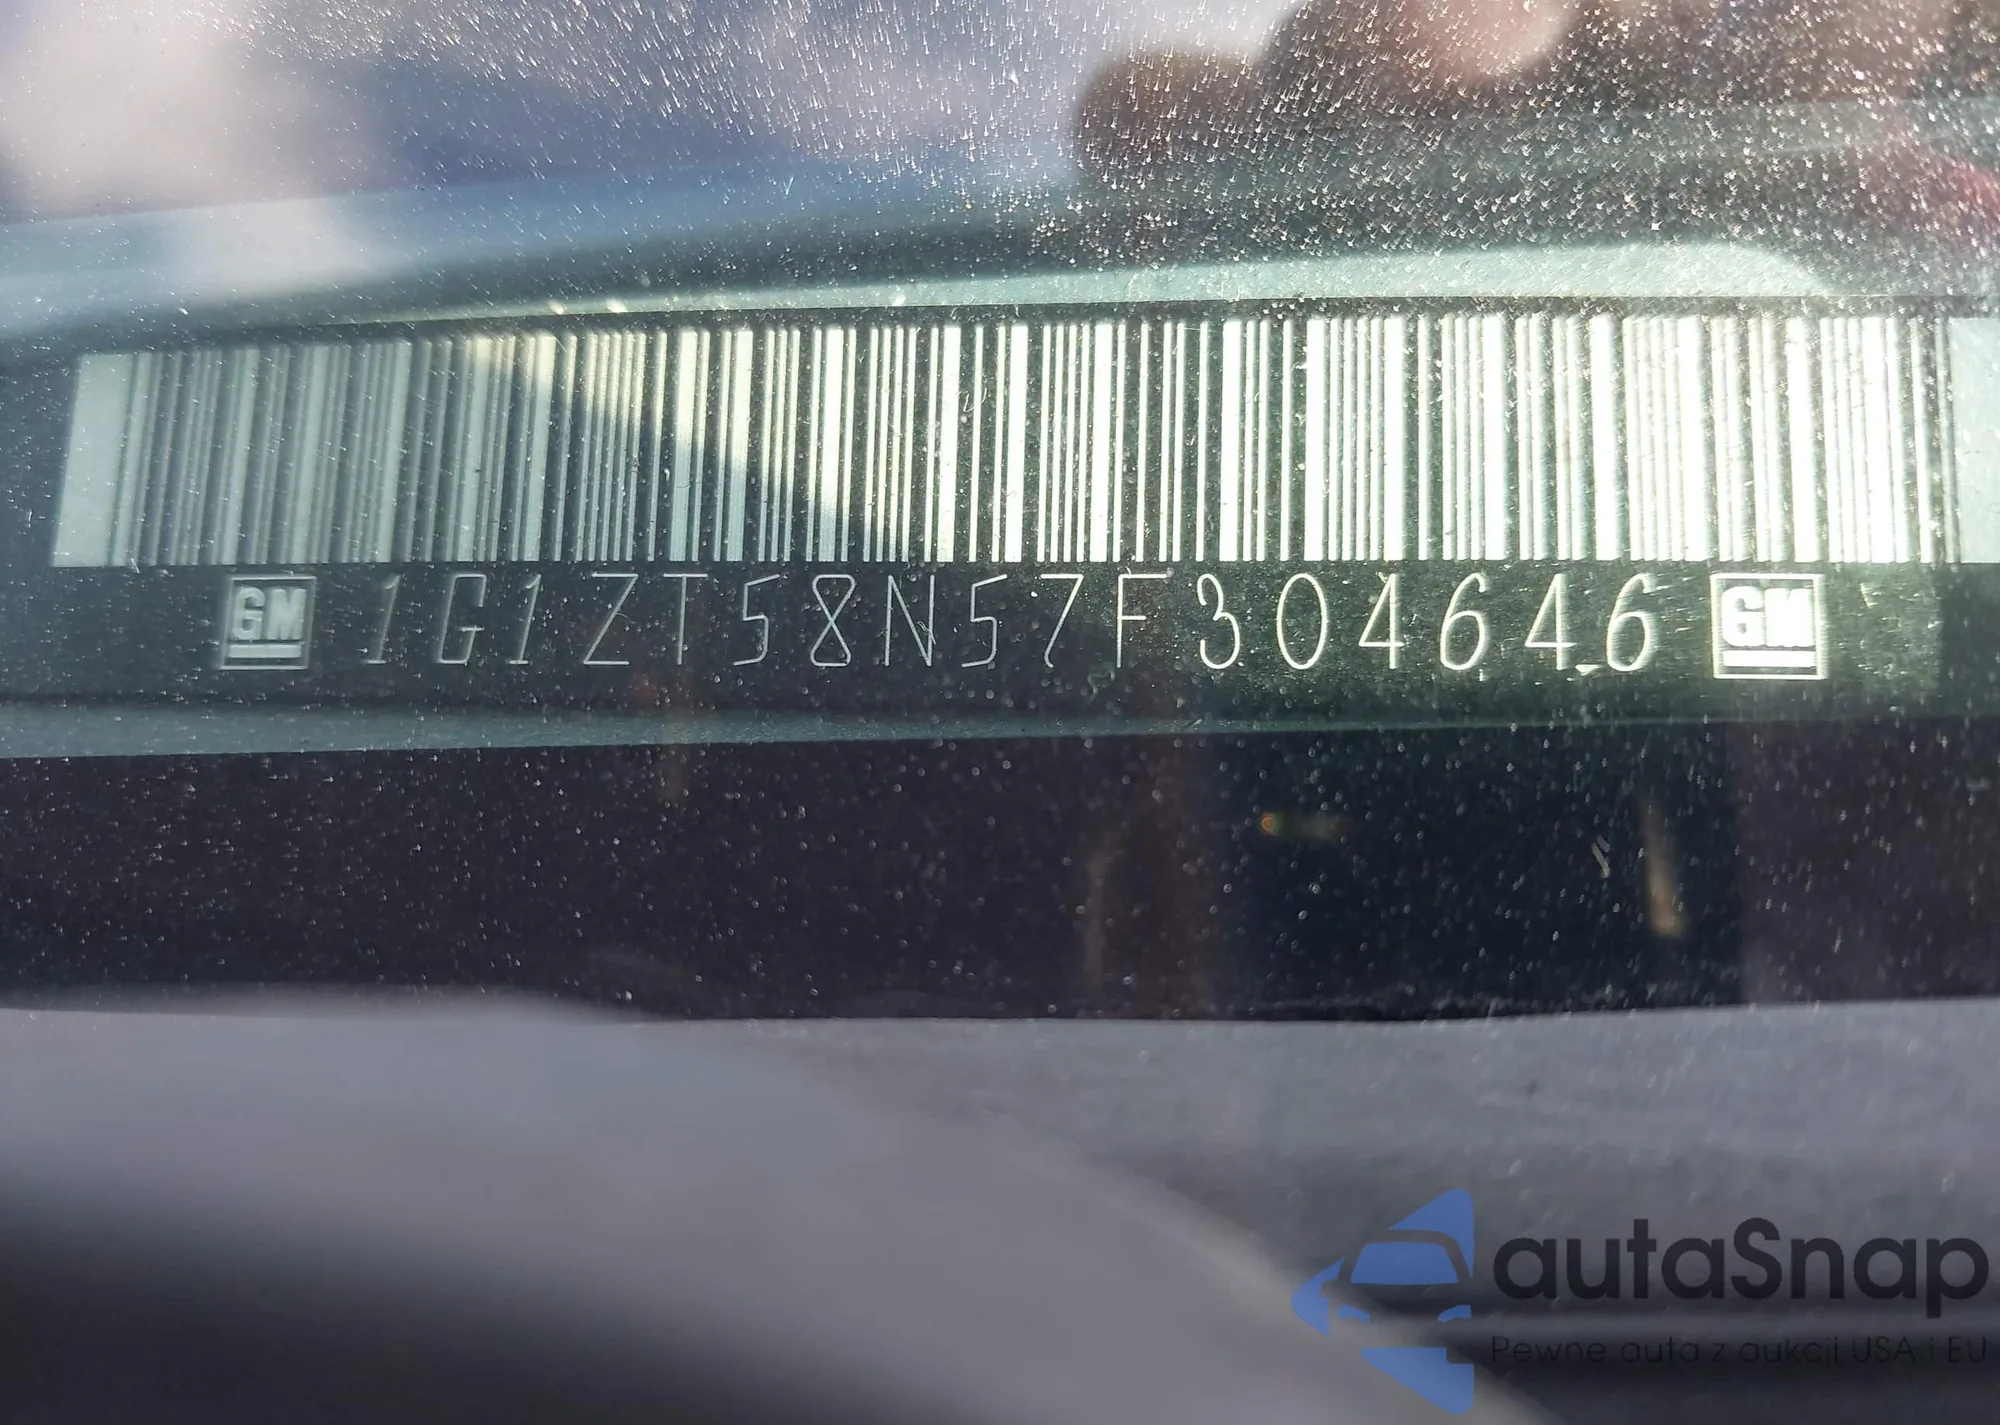 GM 1G1ZT58N57F304646 GM
autaSnap
Pewne auta z aukcji USA i EU